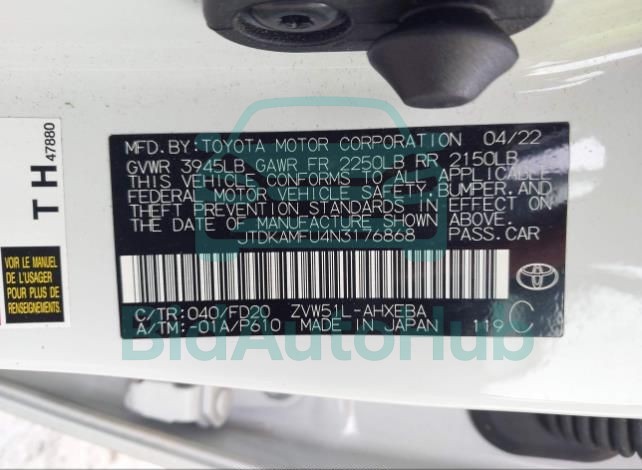 MFD.BY:TOYOTA MOTOR CORPORATION 04/22
GVWR 3945LB GAWR FR 2250LB RR 2150LB
THIS VEHICLE CONFORMS TO ALL APPLICABLE
FEDERAL MOTOR VEHICLE SAFETY,BUMPER,AND
THEFT PREVENTION STANDARDS IN EFFECT ON
THE DATE OF MANUFACTURE SHOWN ABOVE.
JTDKAMFU4N3176868 PASS.CAR
C/TR:040/FD20 ZVW51L-AHXEBA
A/TM:-01A/P610 MADE IN JAPAN 119 C
TOYOTA
T H 47880
VOIR LE MANUEL
DE L'USAGER
POUR PLUS DE
RENSEIGNEMENTS
BidAutoHub